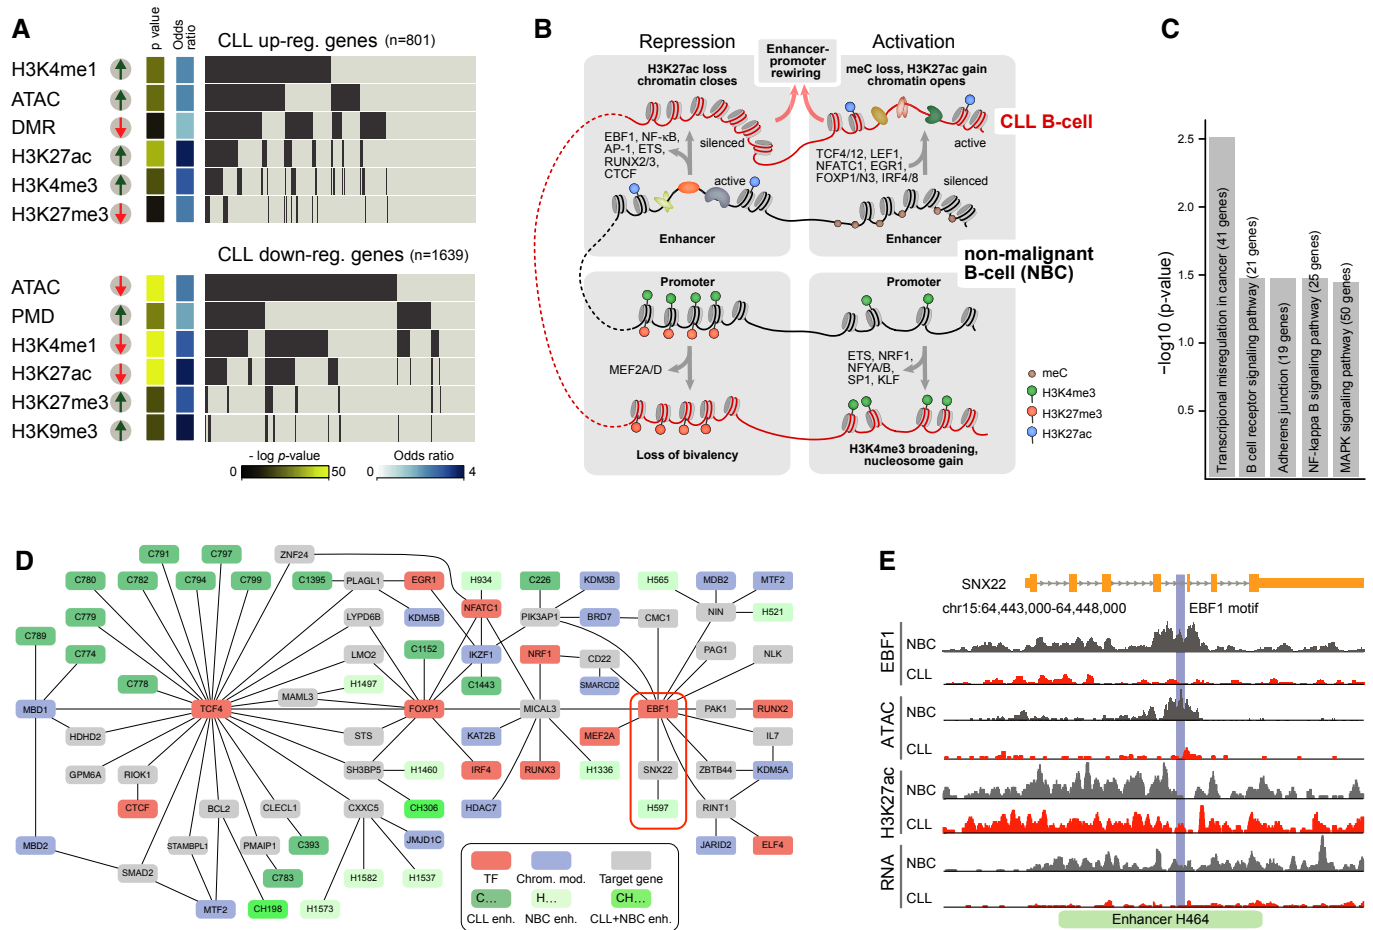 A
p value
Odds ratio
CLL up-reg. genes (n=801)
H3K4me1
ATAC
DMR
H3K27ac
H3K4me3
H3K27me3
CLL down-reg. genes (n=1639)
ATAC
PMD
H3K4me1
H3K27ac
H3K27me3
H3K9me3
- log p-value
0 50
Odds ratio
0 4
B
Repression
Activation
Enhancer-
promoter
rewiring
H3K27ac loss
chromatin closes
meC loss, H3K27ac gain
chromatin opens
CLL B-cell
EBF1, NF-κB,
AP-1, ETS,
RUNX2/3,
CTCF
silenced
active
TCF4/12, LEF1,
NFATC1, EGR1,
FOXP1/N3, IRF4/8
active
silenced
Enhancer
Enhancer
non-malignant
B-cell (NBC)
Promoter
Promoter
MEF2A/D
ETS, NRF1,
NFYA/B,
SP1, KLF
meC
H3K4me3
H3K27me3
H3K27ac
Loss of bivalency
H3K4me3 broadening,
nucleosome gain
C
−log10 (p-value)
2.5
2.0
1.5
1.0
0.5
Transcriptional misregulation in cancer (41 genes)
B cell receptor signaling pathway (21 genes)
Adherens junction (19 genes)
NF-kappa B signaling pathway (25 genes)
MAPK signaling pathway (50 genes)
D
C791 C797 ZNF24
C780 C782 C794 C799 C1395 PLAGL1 EGR1 H934 C226 KDM3B H565 MDB2 MTF2
C779 LYPD6B KDM5B NFATC1 PIK3AP1 BRD7 CMC1 NIN H521
C789
C774 LMO2 C1152 IKZF1 NRF1 CD22 PAG1 NLK
C778 MAML3 H1497 C1443 SMARCD2
MBD1 TCF4 FOXP1 MICAL3 EBF1 PAK1 RUNX2
HDHD2 STS KAT2B MEF2A IL7
GPM6A RIOK1 SH3BP5 H1460 IRF4 RUNX3 H1336 SNX22 ZBTB44 KDM5A
CTCF BCL2 CLECL1 CXXC5 CH306 HDAC7 H597 RINT1
MBD2 STAMBPL1 PMAIP1 C393 JMJD1C JARID2 ELF4
SMAD2 C783 H1582 H1537
MTF2 CH198 H1573
TF Chrom. mod. Target gene
C... H... CH...
CLL enh. NBC enh. CLL+NBC enh.
E
SNX22
chr15:64,443,000-64,448,000 EBF1 motif
EBF1
NBC
CLL
ATAC
NBC
CLL
H3K27ac
NBC
CLL
RNA
NBC
CLL
Enhancer H464